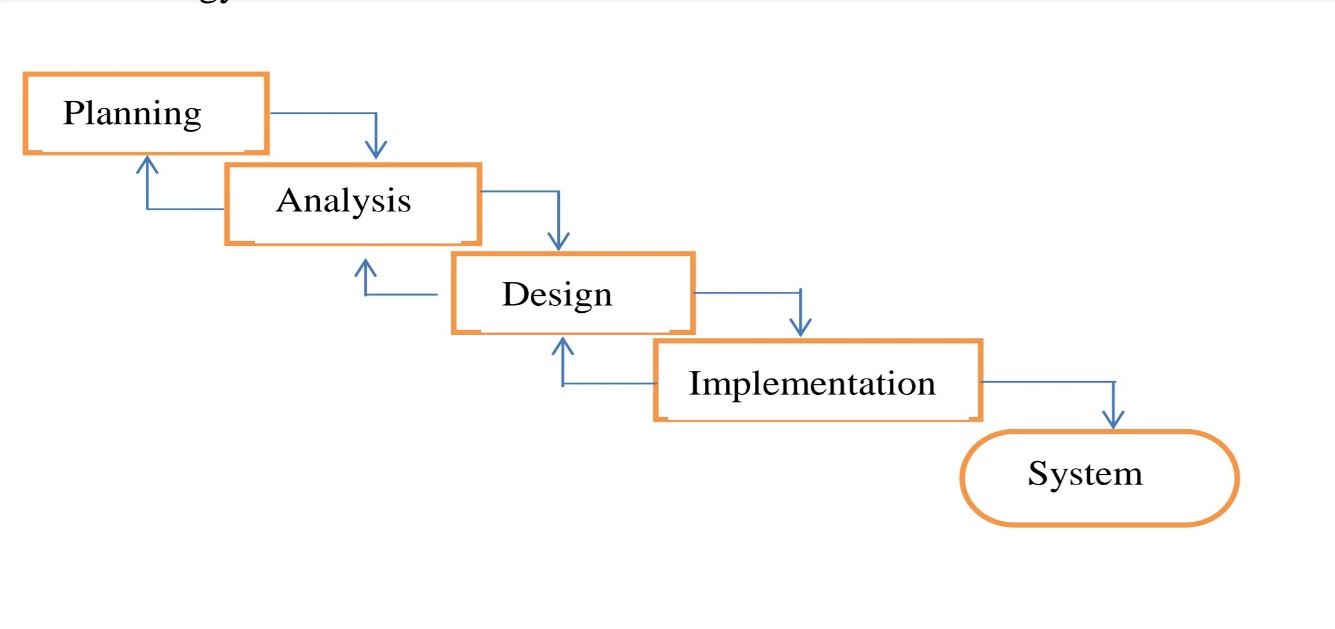 Planning
Analysis
Design
Implementation
System